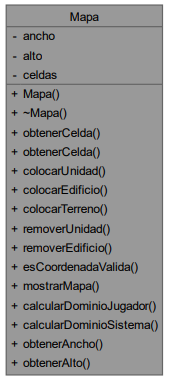 Mapa
- ancho
- alto
- celdas
+ Mapa()
+ ~Mapa()
+ obtenerCelda()
+ obtenerCelda()
+ colocarUnidad()
+ colocarEdificio()
+ colocarTerreno()
+ removerUnidad()
+ removerEdificio()
+ esCoordenadaValida()
+ mostrarMapa()
+ calcularDominioJugador()
+ calcularDominioSistema()
+ obtenerAncho()
+ obtenerAlto()